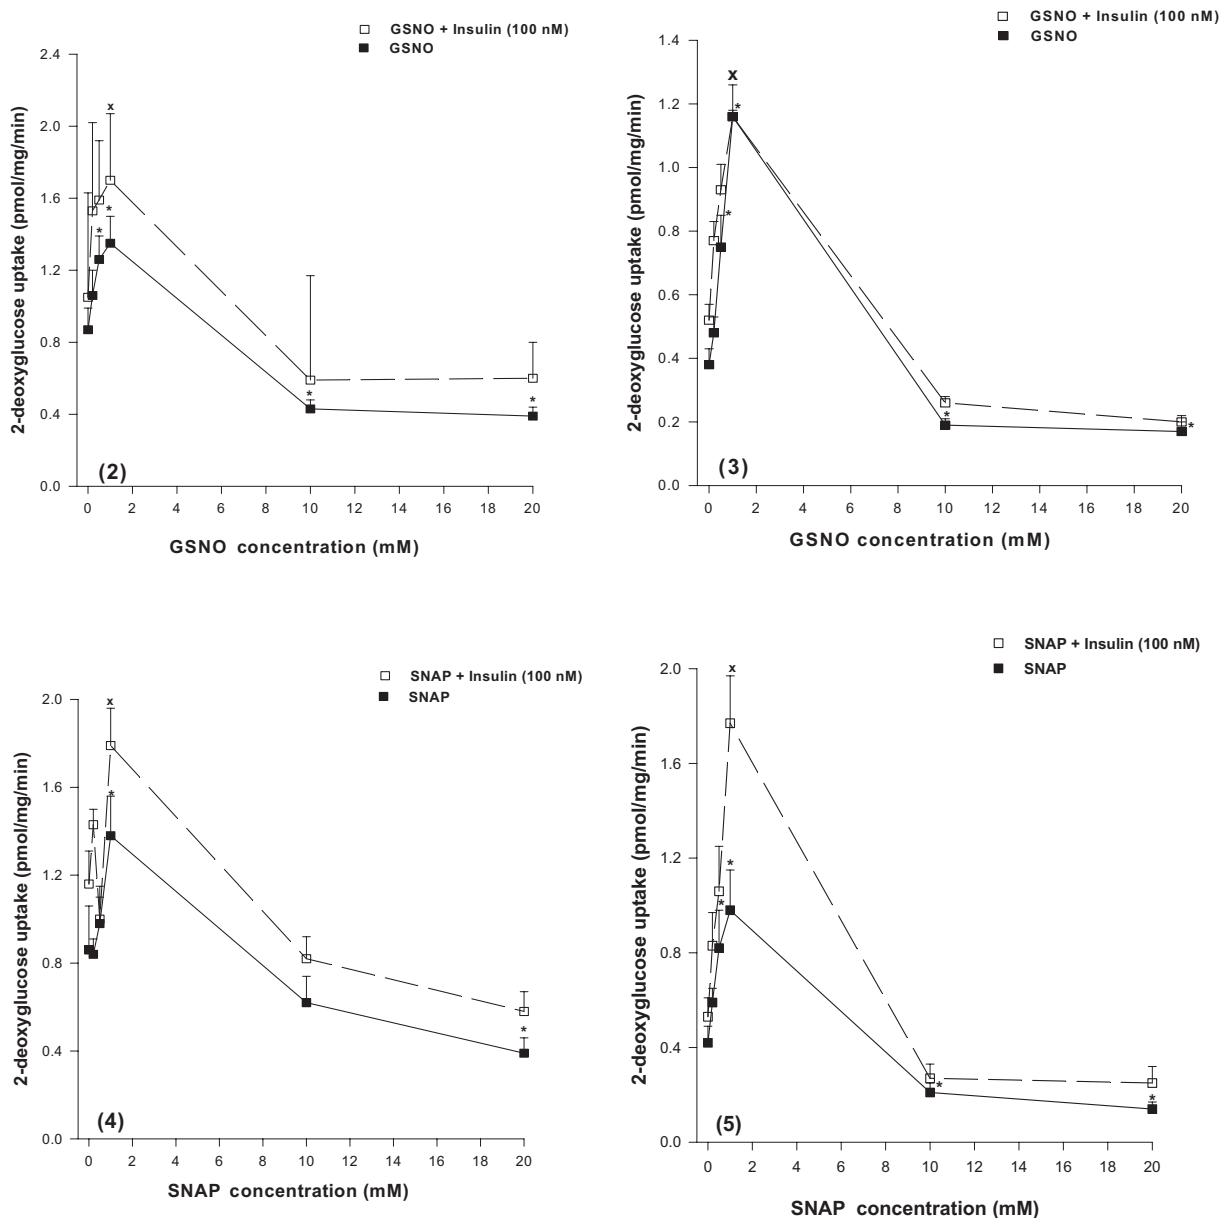 GSNO + Insulin (100 nM)
GSNO
2.4
2.0
1.6
1.2
0.8
0.4
0.0
2-deoxyglucose uptake (pmol/mg/min)
x
*
*
*
*
(2)
0 2 4 6 8 10 12 14 16 18 20
GSNO concentration (mM)
GSNO + Insulin (100 nM)
GSNO
1.4
1.2
1.0
0.8
0.6
0.4
0.2
0.0
2-deoxyglucose uptake (pmol/mg/min)
x
*
*
*
*
(3)
0 2 4 6 8 10 12 14 16 18 20
GSNO concentration (mM)
SNAP + Insulin (100 nM)
SNAP
2.0
1.6
1.2
0.8
0.4
0.0
2-deoxyglucose uptake (pmol/mg/min)
x
*
*
(4)
0 2 4 6 8 10 12 14 16 18 20
SNAP concentration (mM)
SNAP + Insulin (100 nM)
SNAP
2.0
1.6
1.2
0.8
0.4
0.0
2-deoxyglucose uptake (pmol/mg/min)
x
*
*
*
*
(5)
0 2 4 6 8 10 12 14 16 18 20
SNAP concentration (mM)